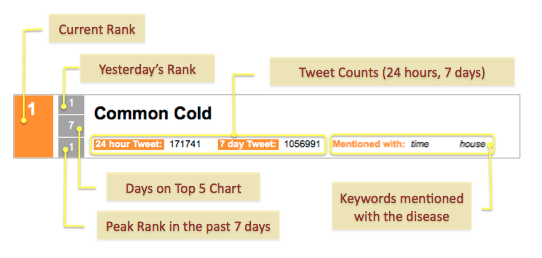 Current Rank
Yesterday's Rank
Tweet Counts (24 hours, 7 days)
1
1
7
1
Common Cold
24 hour Tweet: 171741 7 day Tweet: 1056991 Mentioned with: time house
Days on Top 5 Chart
Peak Rank in the past 7 days
Keywords mentioned
with the disease